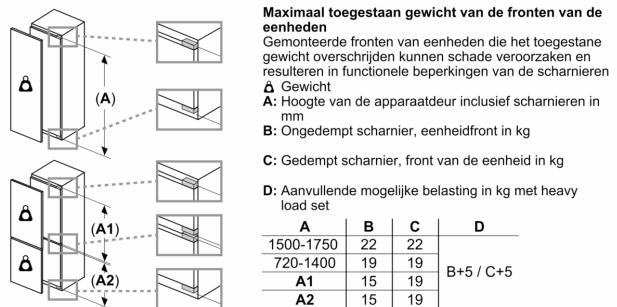 Maximaal toegestaan gewicht van de fronten van de
eenheden
Gemonteerde fronten van eenheden die het toegestane
gewicht overschrijden kunnen schade veroorzaken en
resulteren in functionele beperkingen van de scharnieren
Gewicht
A: Hoogte van de apparaatdeur inclusief scharnieren in
mm
B: Ongedempt scharnier, eenheidfront in kg
C: Gedempt scharnier, front van de eenheid in kg
D: Aanvullende mogelijke belasting in kg met heavy
load set
A B C D
1500-1750 22 22
720-1400 19 19
B+5 / C+5
A1 15 19
A2 15 19
(A)
(A1)
(A2)